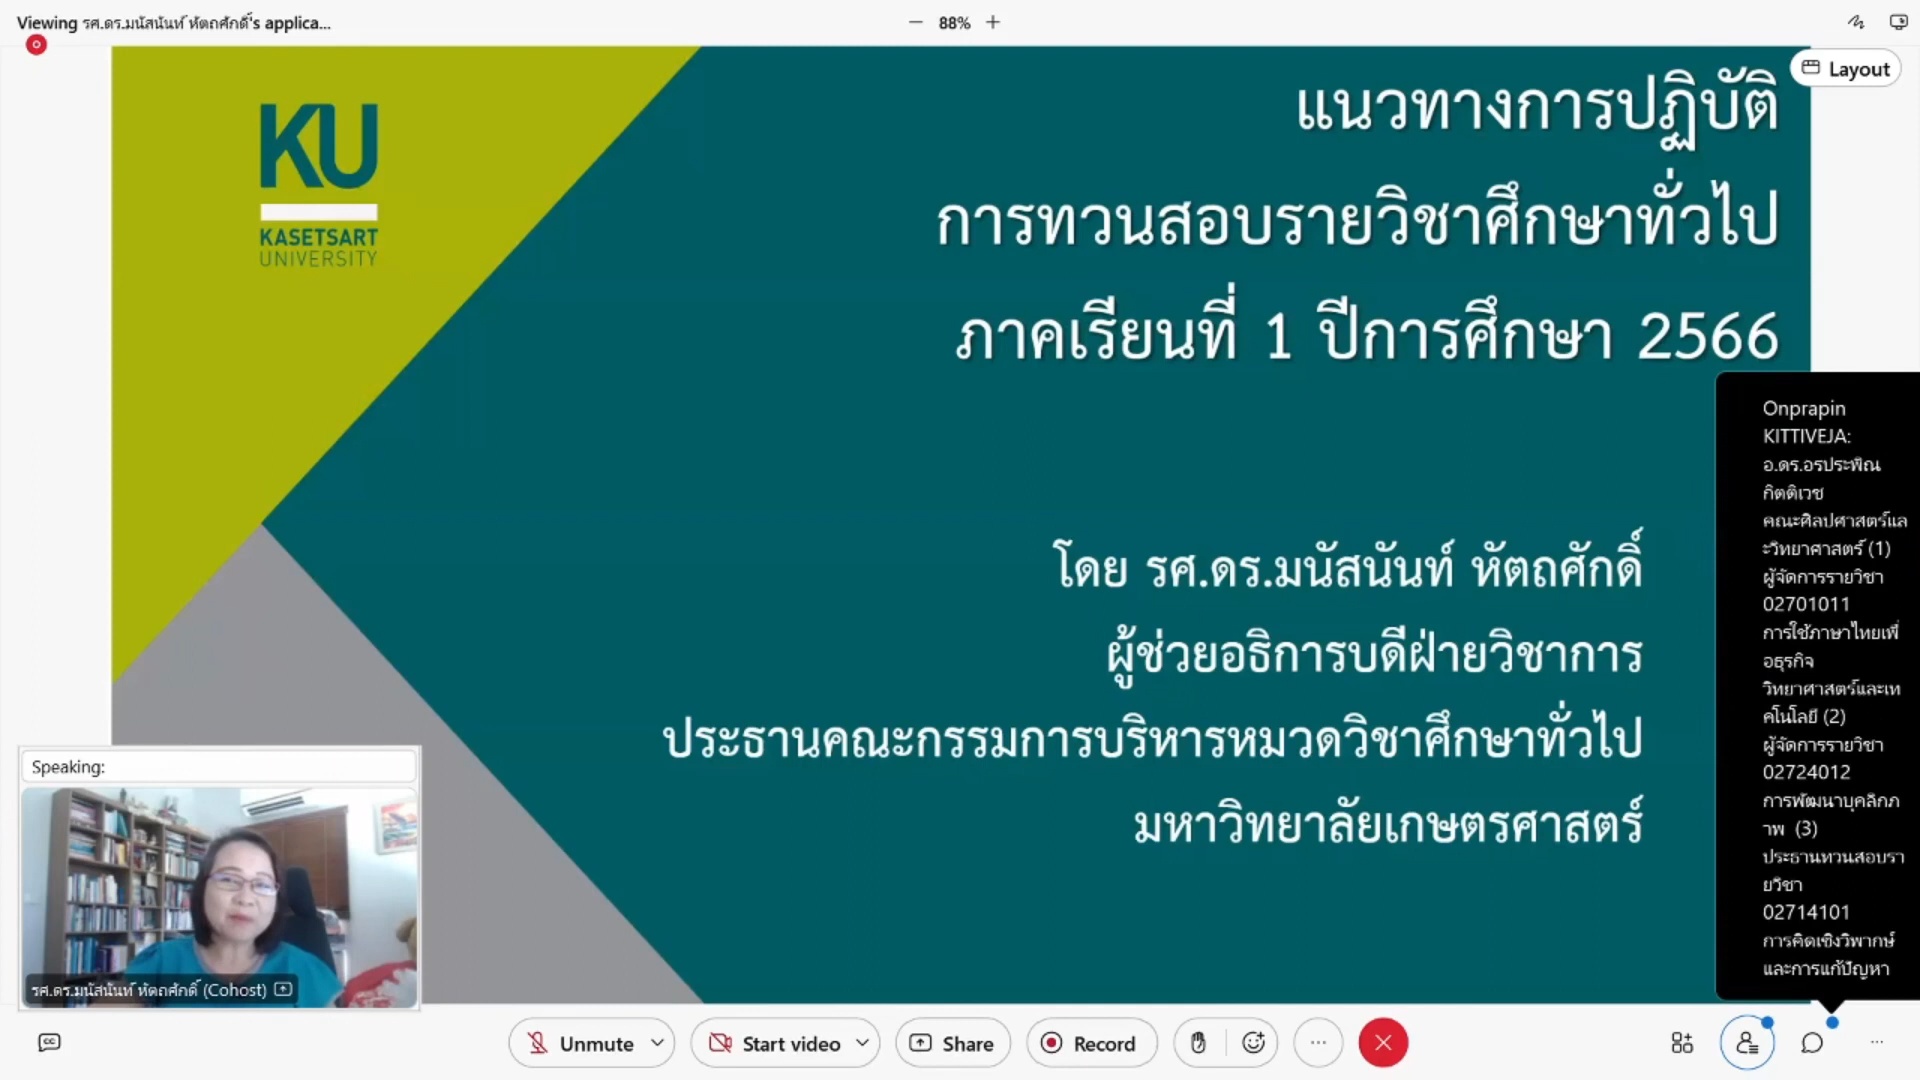 Viewing รศ.ดร.มนัสนันท์ หัตถศักดิ์'s applica...
88%
Layout
KU
KASETSART
UNIVERSITY
แนวทางการปฏิบัติ
การทวนสอบรายวิชาศึกษาทั่วไป
ภาคเรียนที่ 1 ปีการศึกษา 2566
โดย รศ.ดร.มนัสนันท์ หัตถศักดิ์
ผู้ช่วยอธิการบดีฝ่ายวิชาการ
ประธานคณะกรรมการบริหารหมวดวิชาศึกษาทั่วไป
มหาวิทยาลัยเกษตรศาสตร์
Onprapin
KITTIVEJA:
อ.ดร.อรประพิณ
กิตติเวช
คณะศิลปศาสตร์แล
ะวิทยาศาสตร์ (1)
ผู้จัดการรายวิชา
02701011
การใช้ภาษาไทยเพื่
อธุรกิจ
วิทยาศาสตร์และเท
คโนโลยี (2)
ผู้จัดการรายวิชา
02724012
การพัฒนาบุคลิกภ
าพ (3)
ประธานทวนสอบรา
ยวิชา
02714101
การคิดเชิงวิพากษ์
และการแก้ปัญหา
Speaking:
รศ.ดร.มนัสนันท์ หัตถศักดิ์ (Cohost)
CC
Unmute
Start video
Share
Record